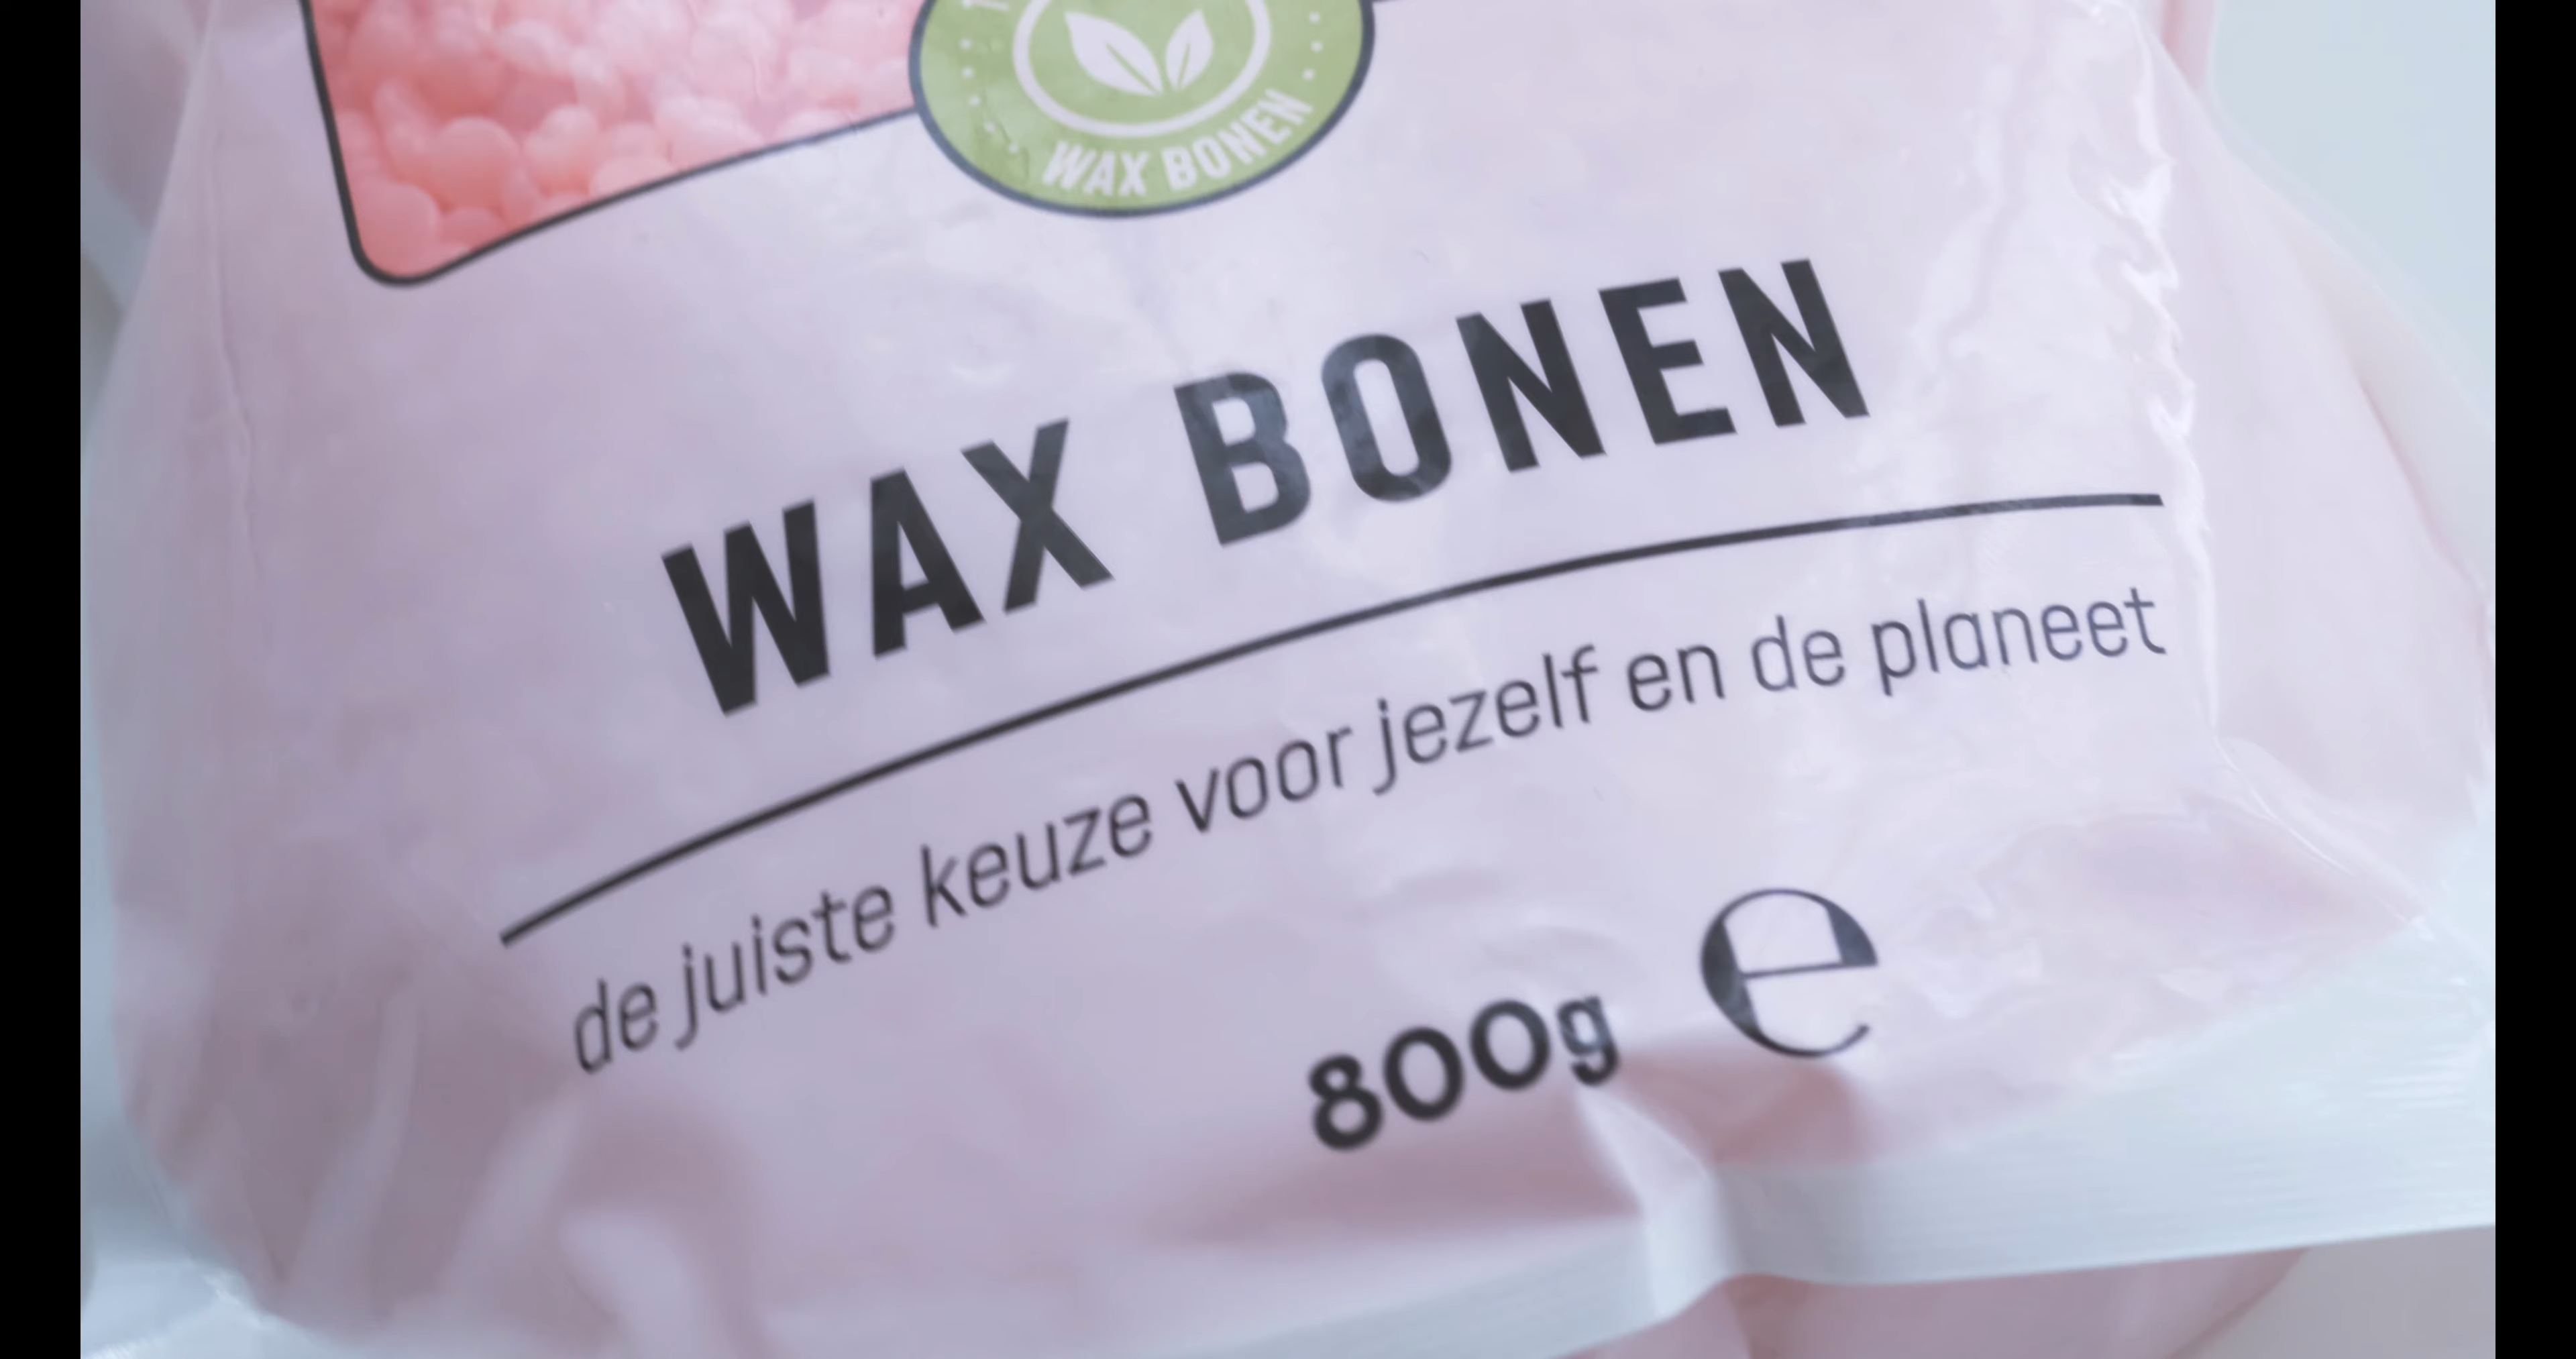 WAX BONEN
WAX BONEN
de juiste keuze voor jezelf en de planeet
800g ℮